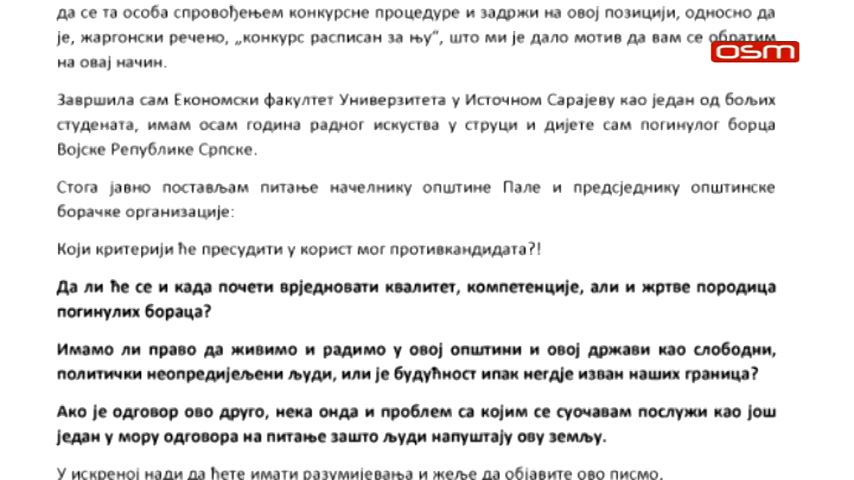 да се та особа спровођењем конкурсне процедуре и задржи на овој позицији, односно да
је, жаргонски речено, „конкурс расписан за њу“, што ми је дало мотив да вам се обратим
на овај начин.
osm
Завршила сам Економски факултет Универзитета у Источном Сарајеву као један од бољих
студената, имам осам година радног искуства у струци и дијете сам погинулог борца
Војске Републике Српске.
Стога јавно постављам питање начелнику општине Пале и предсједнику општинске
борачке организације:
Који критерији ће пресудити у корист мог противкандидата?!
Да ли ће се и када почети врједновати квалитет, компетенције, али и жртве породица
погинулих бораца?
Имамо ли право да живимо и радимо у овој општини и овој држави као слободни,
политички неопредијељени људи, или је будућност ипак негдје изван наших граница?
Ако је одговор ово друго, нека онда и проблем са којим се суочавам послужи као још
један у мору одговора на питање зашто људи напуштају ову земљу.
У искреној нади да ћете имати разумијевања и жеље да објавите ово писмо,